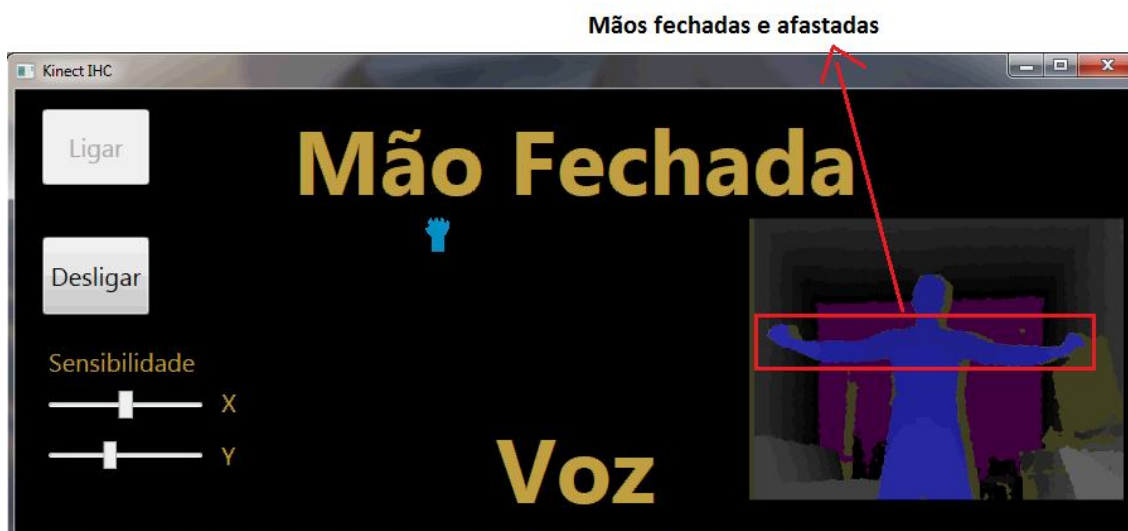 Mãos fechadas e afastadas
Kinect IHC
Ligar
Mão Fechada
Desligar
Sensibilidade
X
Y
Voz